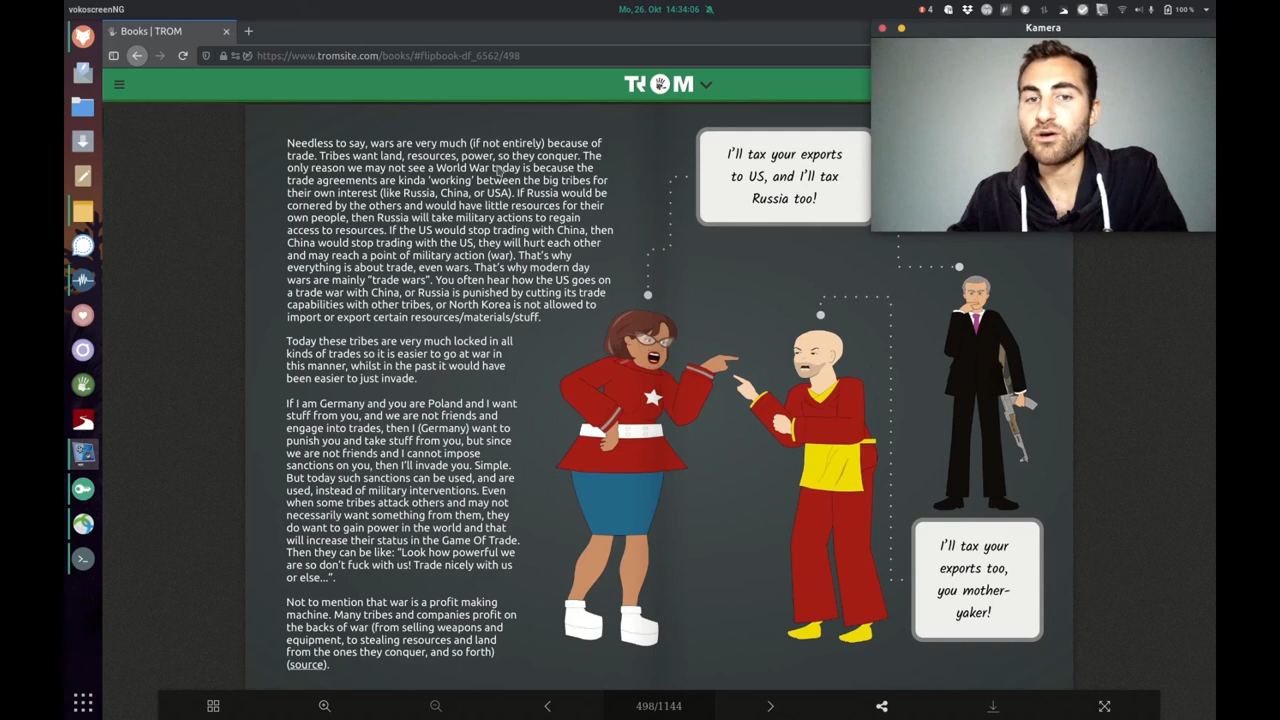 vokoscreenNG
Mo, 26. Okt 14:34:06
4
100 %
Books | TROM
https://www.tromsite.com/books/#flipbook-df_6562/498
Kamera
TROM
Needless to say, wars are very much (if not entirely) because of
trade. Tribes want land, resources, power, so they conquer. The
only reason we may not see a World War today is because the
trade agreements are kinda ‘working’ between the big tribes for
their own interest (like Russia, China, or USA). If Russia would be
cornered by the others and would have little resources for their
own people, then Russia will take military actions to regain
access to resources. If the US would stop trading with China, then
China would stop trading with the US, they will hurt each other
and may reach a point of military action (war). That’s why
everything is about trade, even wars. That’s why modern day
wars are mainly “trade wars”. You often hear how the US goes on
a trade war with China, or Russia is punished by cutting its trade
capabilities with other tribes, or North Korea is not allowed to
import or export certain resources/materials/stuff.
Today these tribes are very much locked in all
kinds of trades so it is easier to go at war in
this manner, whilst in the past it would have
been easier to just invade.
If I am Germany and you are Poland and I want
stuff from you, and we are not friends and
engage into trades, then I (Germany) want to
punish you and take stuff from you, but since
we are not friends and I cannot impose
sanctions on you, then I’ll invade you. Simple.
But today such sanctions can be used, and are
used, instead of military interventions. Even
when some tribes attack others and may not
necessarily want something from them, they
do want to gain power in the world and that
will increase their status in the Game Of Trade.
Then they can be like: “Look how powerful we
are so don’t fuck with us! Trade nicely with us
or else...”.
Not to mention that war is a profit making
machine. Many tribes and companies profit on
the backs of war (from selling weapons and
equipment, to stealing resources and land
from the ones they conquer, and so forth)
(source).
I’ll tax your exports
to US, and I’ll tax
Russia too!
I’ll tax your
exports too,
you mother-
yaker!
498/1144